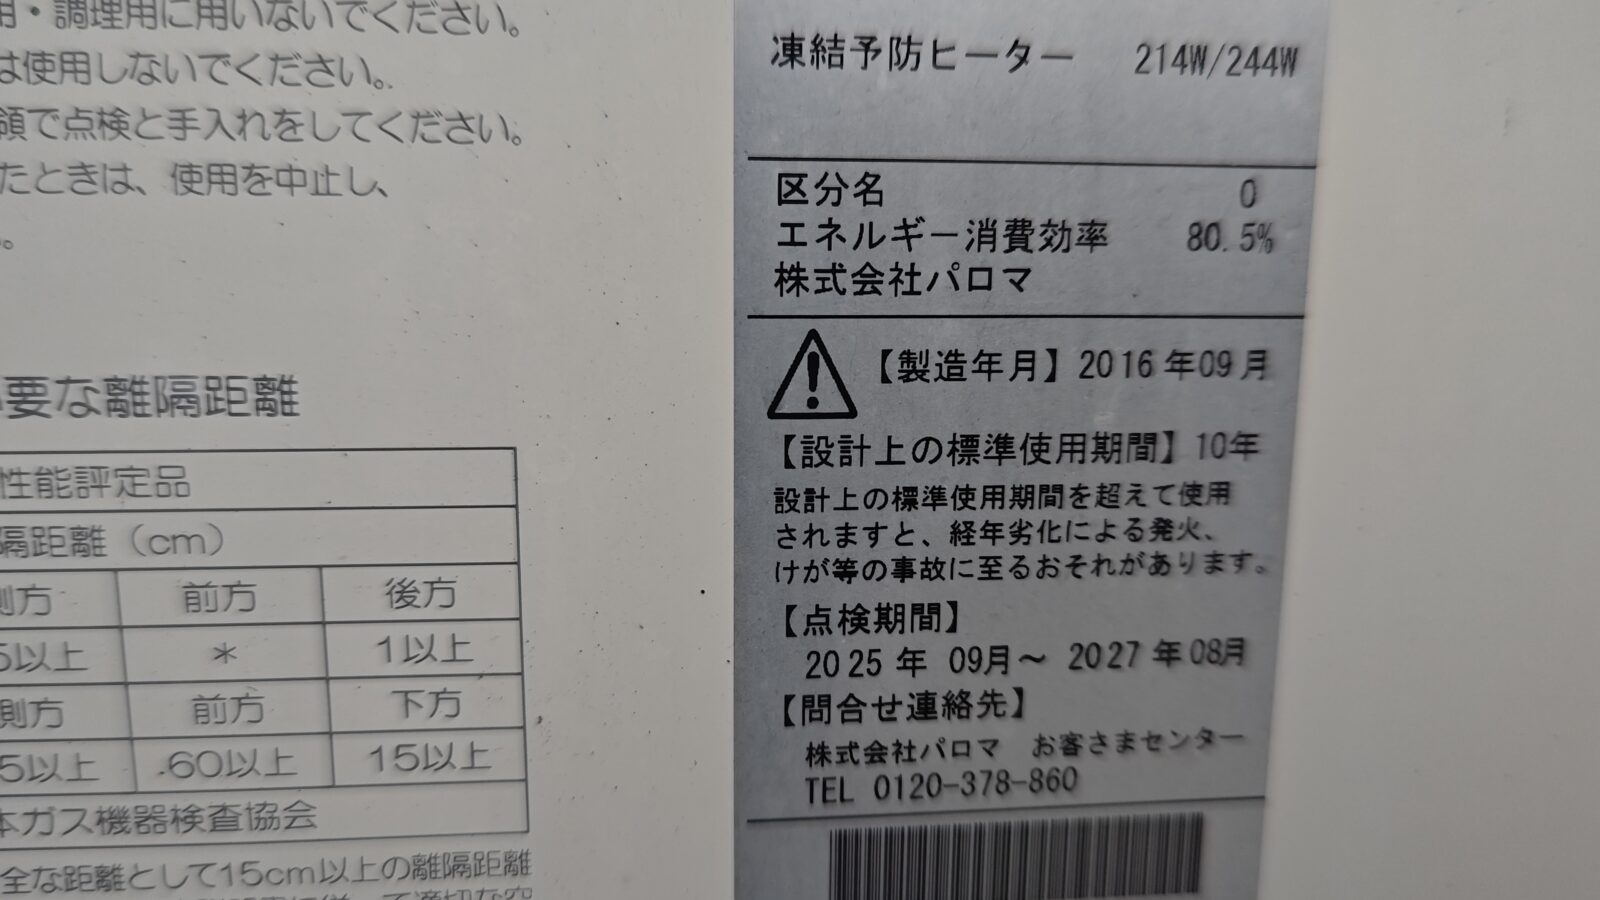 ・調理用に用いないでください。
は使用しないでください。
領で点検と手入れをしてください。
たときは、使用を中止し、
凍結予防ヒーター 214W/244W
区分名 0
エネルギー消費効率 80.5%
株式会社パロマ
【製造年月】2016年09月
【設計上の標準使用期間】10年
設計上の標準使用期間を超えて使用
されますと、経年劣化による発火、
けが等の事故に至るおそれがあります。
【点検期間】
2025年 09月～ 2027年08月
【問合せ連絡先】
株式会社パロマ お客さまセンター
TEL 0120-378-860
要な離隔距離
性能評定品
隔距離(cm)
側方 前方 後方
5以上 * 1以上
側方 前方 下方
5以上 60以上 15以上
本ガス機器検査協会
全な距離として15cm以上の離隔距離